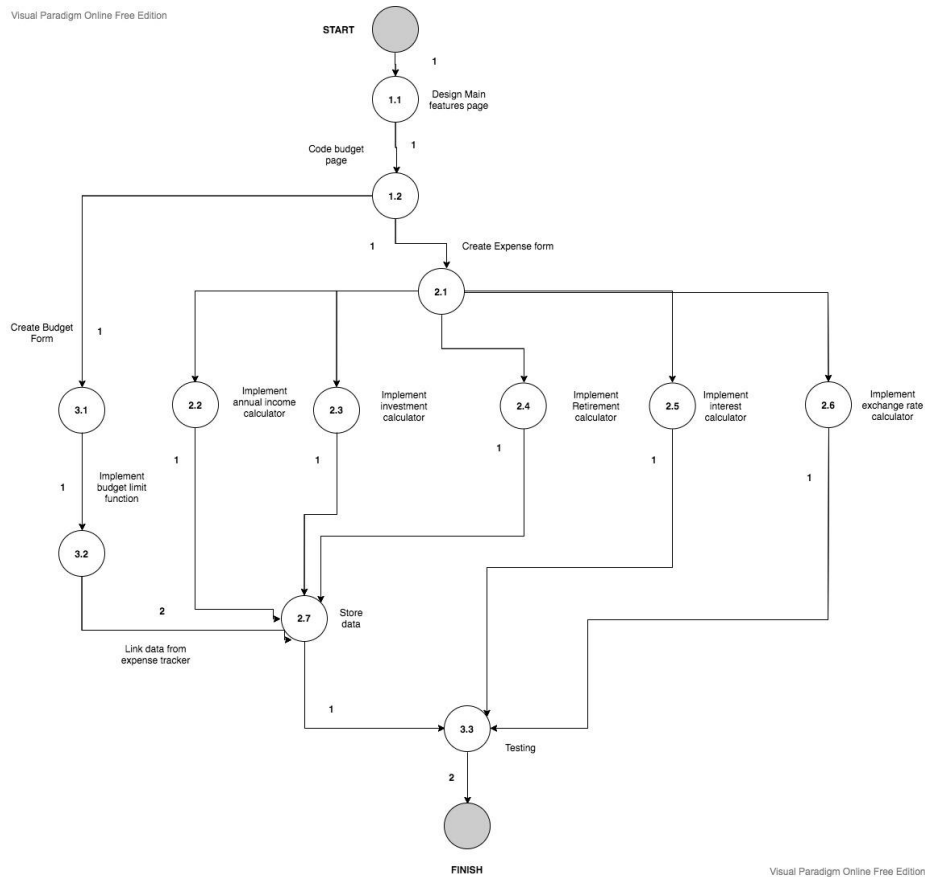 Visual Paradigm Online Free Edition
START
1
1.1
Design Main
features page
1
Code budget
page
1.2
1
Create Expense form
2.1
Create Budget
Form
1
3.1
2.2
Implement
annual income
calculator
2.3
Implement
investment
calculator
2.4
Implement
Retirement
calculator
2.5
Implement
interest
calculator
2.6
Implement
exchange rate
calculator
1
1
1
1
1
1
Implement
budget limit
function
3.2
2
Link data from
expense tracker
2.7
Store
data
1
3.3
Testing
2
FINISH
Visual Paradigm Online Free Edition